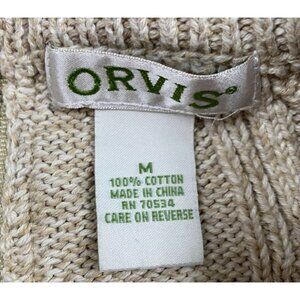 ORVIS®
M
100% COTTON
MADE IN CHINA
RN 70534
CARE ON REVERSE